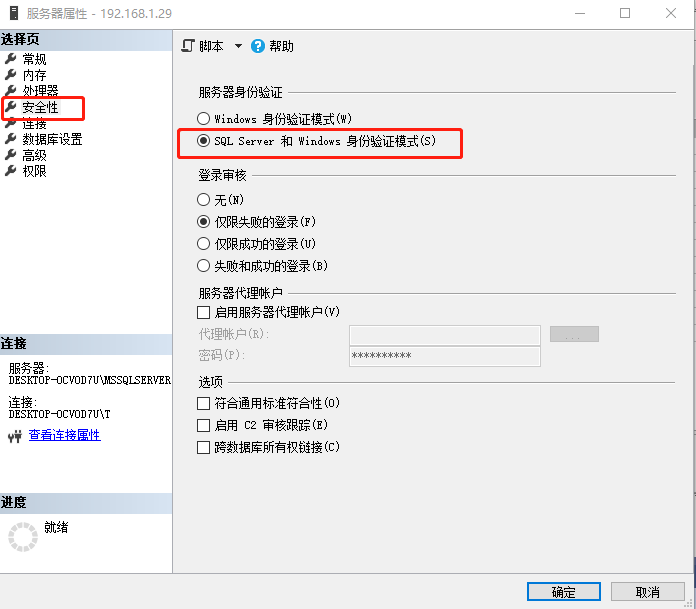 服务器属性 - 192.168.1.29
选择页
常规
内存
处理器
安全性
连接
数据库设置
高级
权限
连接
服务器:
DESKTOP-OCVOD7U\MSSQLSERVER
连接:
DESKTOP-OCVOD7U\T
查看连接属性
进度
就绪
脚本
帮助
服务器身份验证
Windows 身份验证模式(W)
SQL Server 和 Windows 身份验证模式(S)
登录审核
无(N)
仅限失败的登录(F)
仅限成功的登录(U)
失败和成功的登录(B)
服务器代理帐户
启用服务器代理帐户(V)
代理帐户(R):
...
密码(P):
**********
选项
符合通用标准符合性(O)
启用 C2 审核跟踪(E)
跨数据库所有权链接(C)
确定
取消